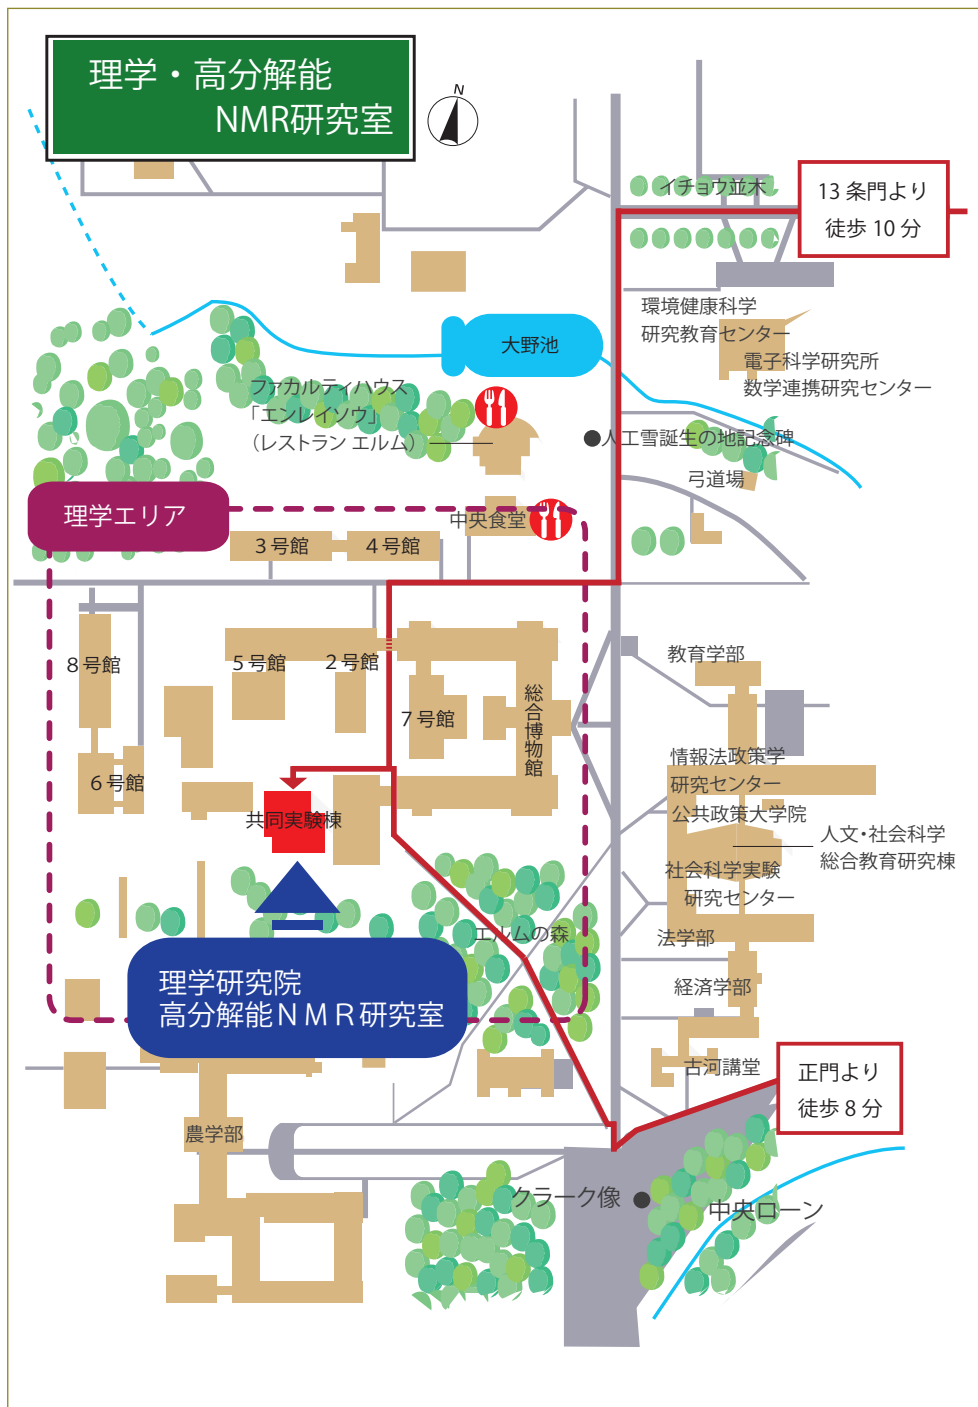 理学・高分解能
NMR研究室
N
イチョウ並木
13 条門より
徒歩 10 分
環境健康科学
研究教育センター
大野池
電子科学研究所
数学連携研究センター
ファカルティハウス
「エンレイソウ」
(レストラン エルム)
●人工雪誕生の地記念碑
弓道場
理学エリア
中央食堂
3号館
4号館
8号館
5号館
2号館
7号館
総合博物館
教育学部
6号館
共同実験棟
情報法政策学
研究センター
公共政策大学院
人文・社会科学
総合教育研究棟
社会科学実験
研究センター
エルムの森
法学部
理学研究院
高分解能NMR研究室
経済学部
古河講堂
正門より
徒歩 8 分
農学部
クラーク像 ●
中央ローン